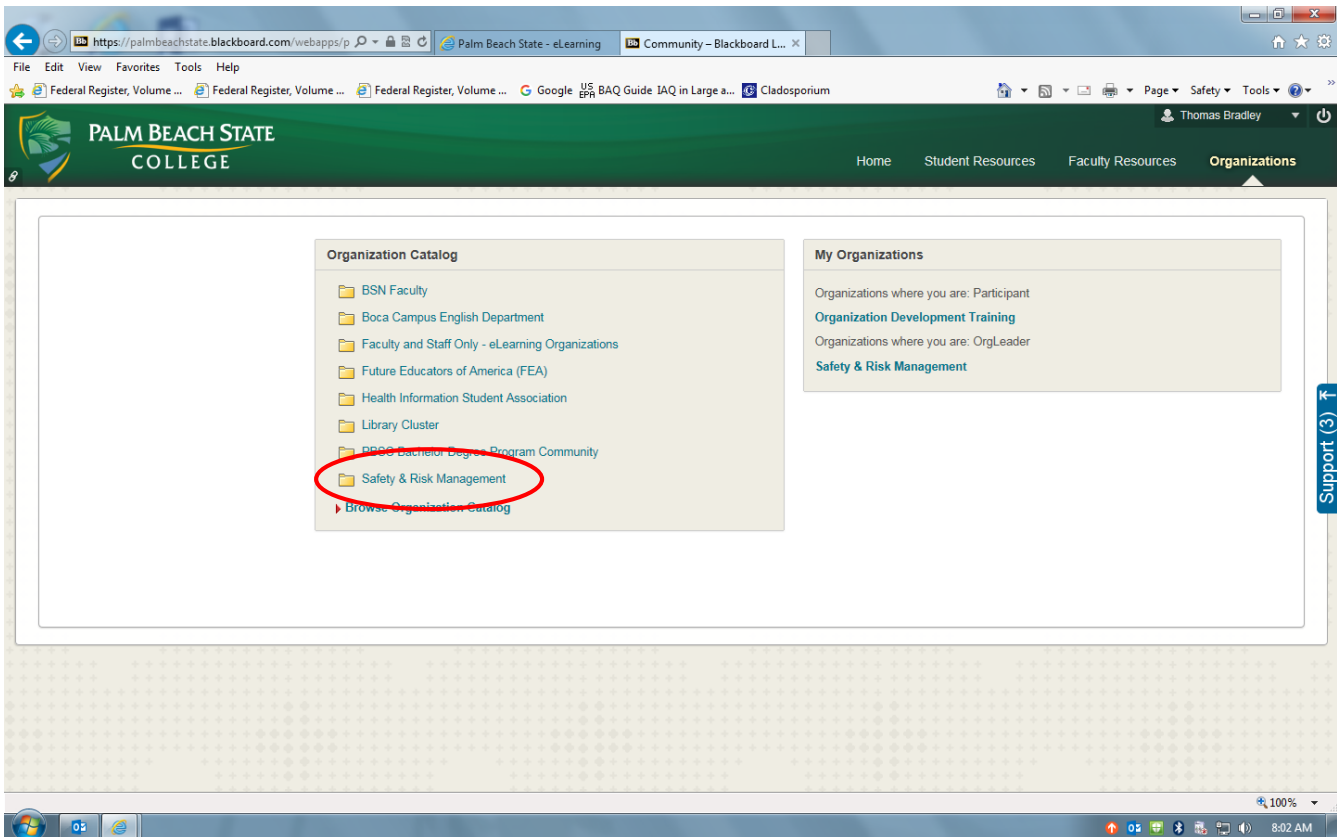 Bb https://palmbeachstate.blackboard.com/webapps/p
Palm Beach State - eLearning
Bb Community – Blackboard L...
File Edit View Favorites Tools Help
Federal Register, Volume ... Federal Register, Volume ... Federal Register, Volume ... Google US EPA BAQ Guide IAQ in Large a... Cladosporium
Page Safety Tools
Thomas Bradley
PALM BEACH STATE
COLLEGE
Home Student Resources Faculty Resources Organizations
Organization Catalog
BSN Faculty
Boca Campus English Department
Faculty and Staff Only - eLearning Organizations
Future Educators of America (FEA)
Health Information Student Association
Library Cluster
PBSC Bachelor Degree Program Community
Safety & Risk Management
Browse Organization Catalog
My Organizations
Organizations where you are: Participant
Organization Development Training
Organizations where you are: OrgLeader
Safety & Risk Management
Support (3)
100%
8:02 AM